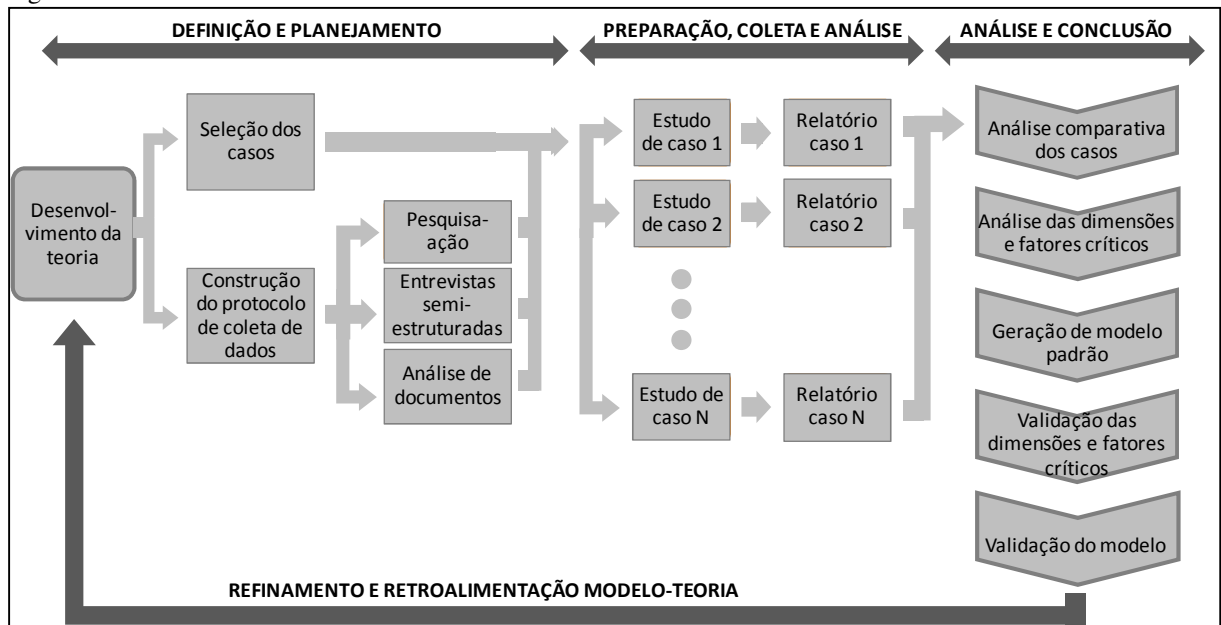 DEFINIÇÃO E PLANEJAMENTO
PREPARAÇÃO, COLETA E ANÁLISE
ANÁLISE E CONCLUSÃO
Desenvol-
vimento da
teoria
Seleção dos
casos
Construção
do protocolo
de coleta de
dados
Pesquisa-
ação
Entrevistas
semi-
estruturadas
Análise de
documentos
Estudo
de caso 1
Relatório
caso 1
Estudo
de caso 2
Relatório
caso 2
Estudo de
caso N
Relatório
caso N
Análise comparativa
dos casos
Análise das dimensões
e fatores críticos
Geração de modelo
padrão
Validação das
dimensões e fatores
críticos
Validação do modelo
REFINAMENTO E RETROALIMENTAÇÃO MODELO-TEORIA